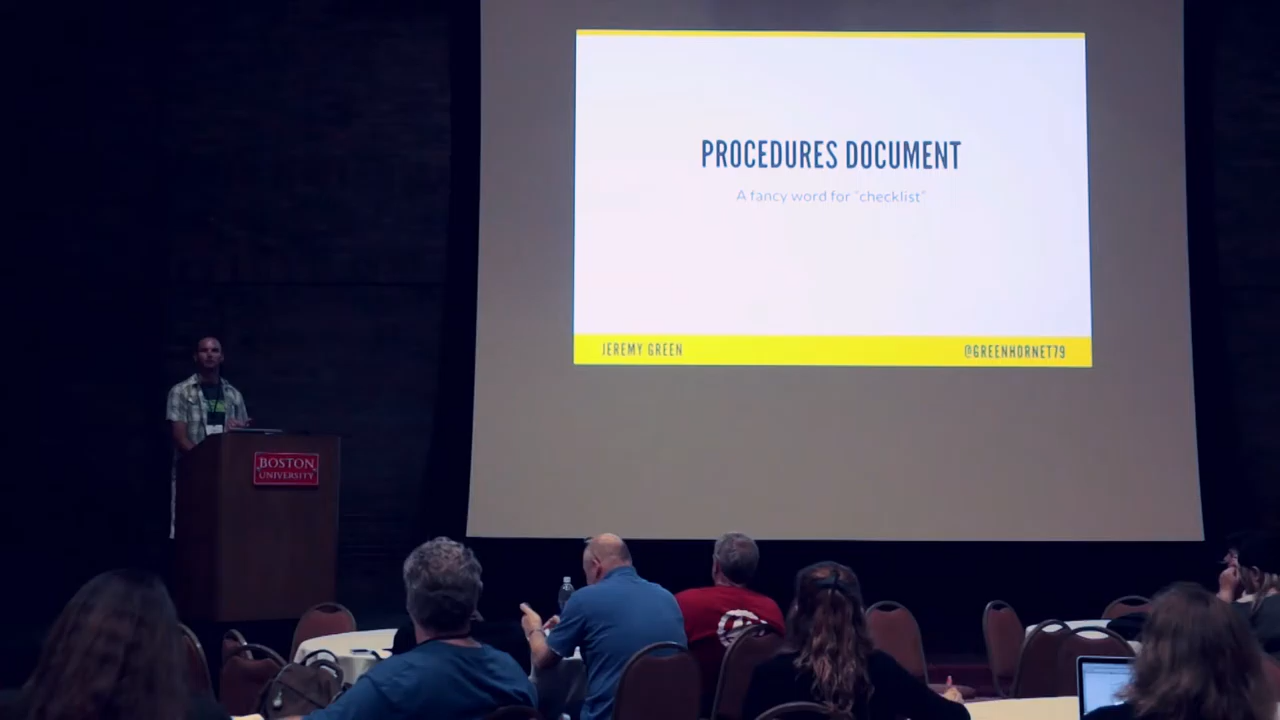 PROCEDURES DOCUMENT
A fancy word for "checklist"
JEREMY GREEN
@GREENHORNET79
BOSTON
UNIVERSITY